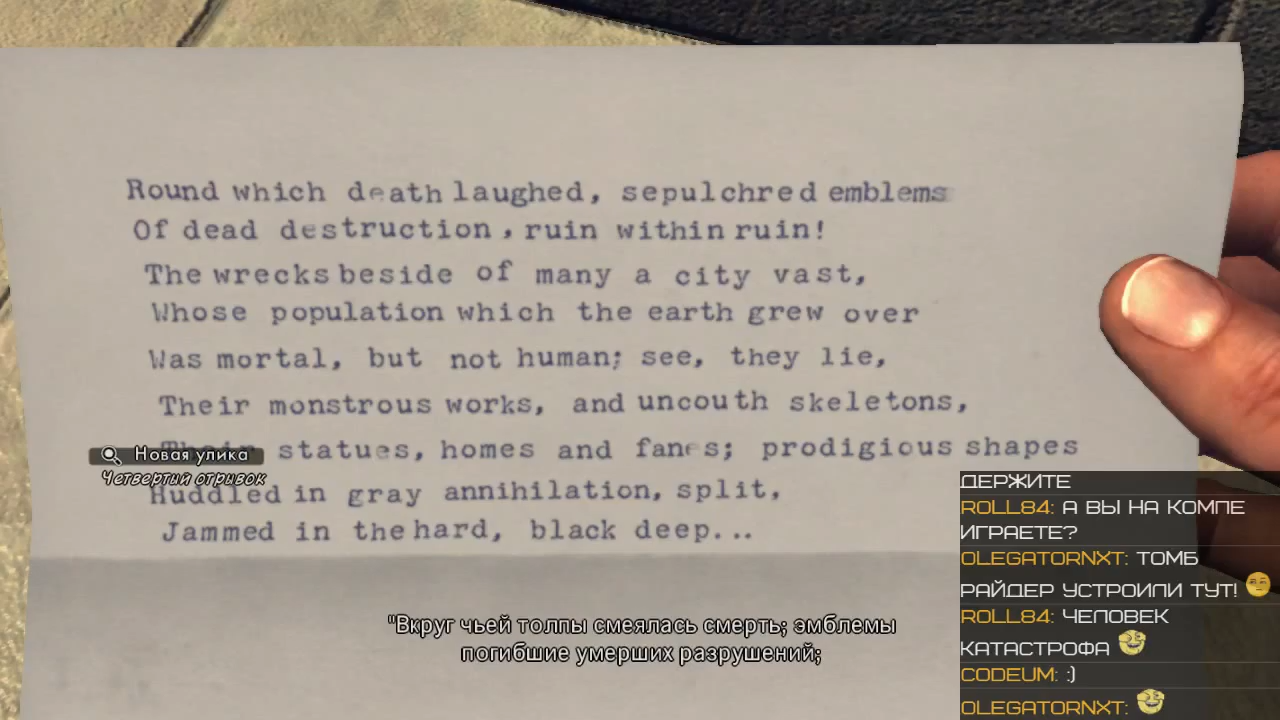 Round which death laughed, sepulchred emblems
Of dead destruction, ruin within ruin!
The wrecks beside of many a city vast,
Whose population which the earth grew over
Was mortal, but not human; see, they lie,
Their monstrous works, and uncouth skeletons,
Their statues, homes and fanes; prodigious shapes
Huddled in gray annihilation, split,
Jammed in the hard, black deep...
Новая улика
Четвертый отрывок
"Вкруг чьей толпы смеялась смерть; эмблемы
погибшие умерших разрушений;
ДЕРЖИТЕ
ROLL84: А ВЫ НА КОМПЕ
ИГРАЕТЕ?
OLEGATORNXT: ТОМБ
РАЙДЕР УСТРОИЛИ ТУТ!
ROLL84: ЧЕЛОВЕК
КАТАСТРОФА
CODEUM: :)
OLEGATORNXT: